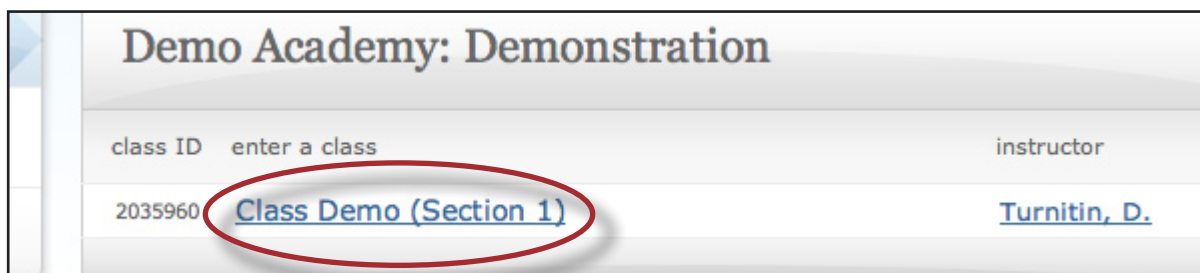 Demo Academy: Demonstration
class ID enter a class instructor
2035960 Class Demo (Section 1) Turnitin, D.